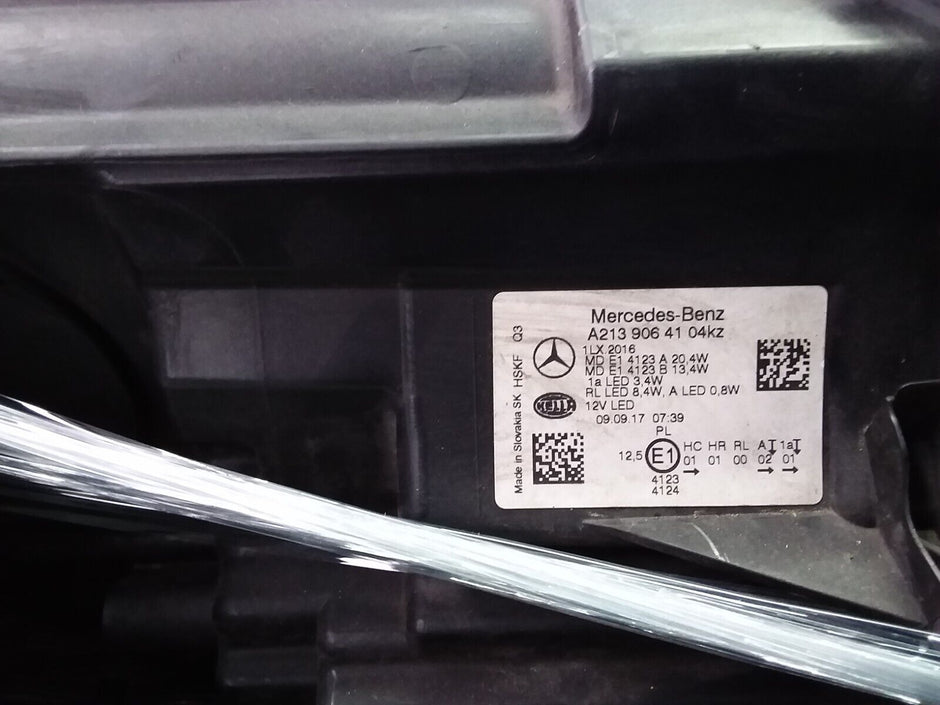 Mercedes-Benz
A213 906 41 04kz
1LX.2016
MD E1 4123 A 20,4W
MD E1 4123 B 13,4W
1a LED 3,4W
RL LED 8,4W, A LED 0,8W
HELLA
12V LED
09.09.17 07:39
PL
12,5 E1 HC HR RL A 1a
01 01 00 02 01
4123
4124
Made in Slovakia SK HSKF Q3